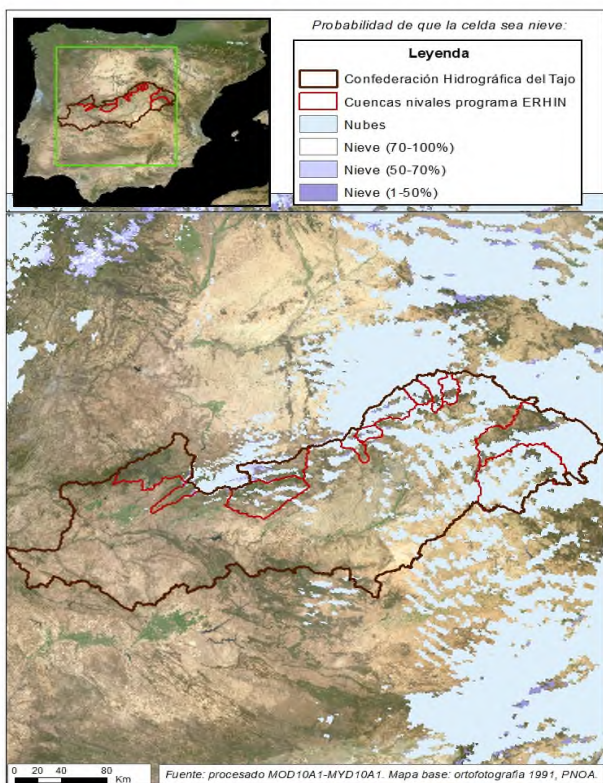 Probabilidad de que la celda sea nieve:
Leyenda
Confederación Hidrográfica del Tajo
Cuencas nivales programa ERHIN
Nubes
Nieve (70-100%)
Nieve (50-70%)
Nieve (1-50%)
0 20 40 80
Km
Fuente: procesado MOD10A1-MYD10A1. Mapa base: ortofotografía 1991, PNOA